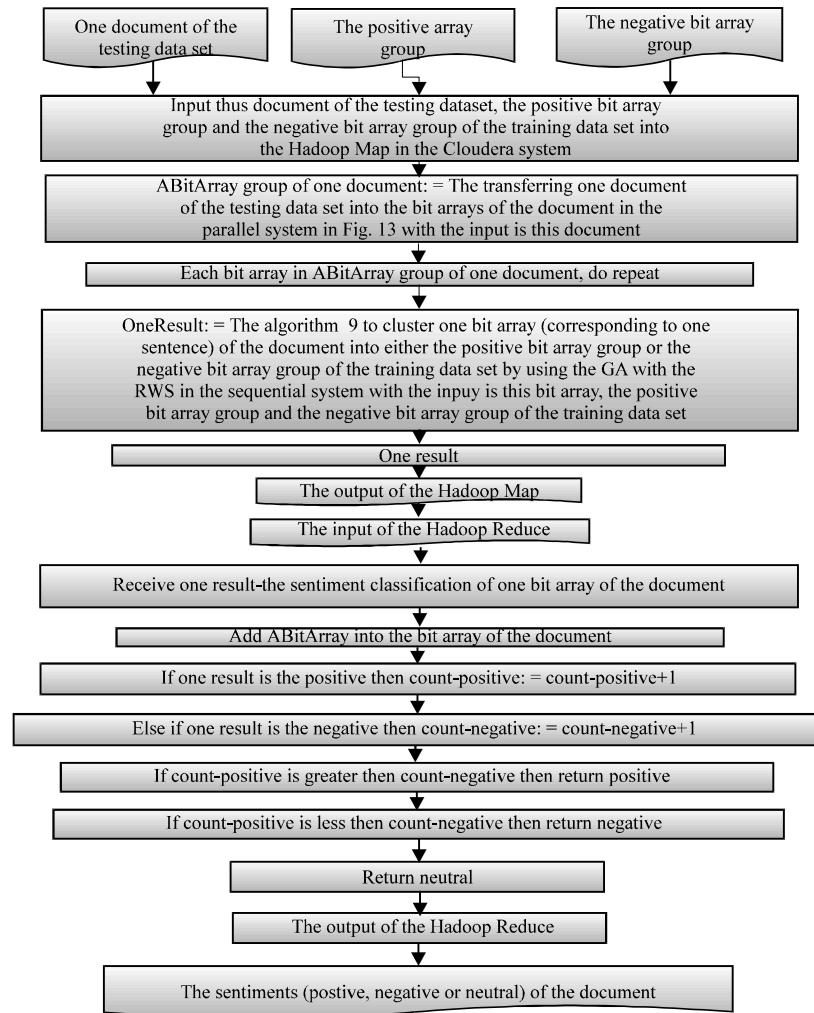 One document of the
testing data set
The positive array
group
The negative bit array
group
Input thus document of the testing dataset, the positive bit array
group and the negative bit array group of the training data set into
the Hadoop Map in the Cloudera system
ABitArray group of one document: = The transferring one document
of the testing data set into the bit arrays of the document in the
parallel system in Fig. 13 with the input is this document
Each bit array in ABitArray group of one document, do repeat
OneResult: = The algorithm 9 to cluster one bit array (corresponding to one
sentence) of the document into either the positive bit array group or the
negative bit array group of the training data set by using the GA with the
RWS in the sequential system with the inpuy is this bit array, the positive
bit array group and the negative bit array group of the training data set
One result
The output of the Hadoop Map
The input of the Hadoop Reduce
Receive one result-the sentiment classification of one bit array of the document
Add ABitArray into the bit array of the document
If one result is the positive then count-positive: = count-positive+1
Else if one result is the negative then count-negative: = count-negative+1
If count-positive is greater then count-negative then return positive
If count-positive is less then count-negative then return negative
Return neutral
The output of the Hadoop Reduce
The sentiments (postive, negative or neutral) of the document